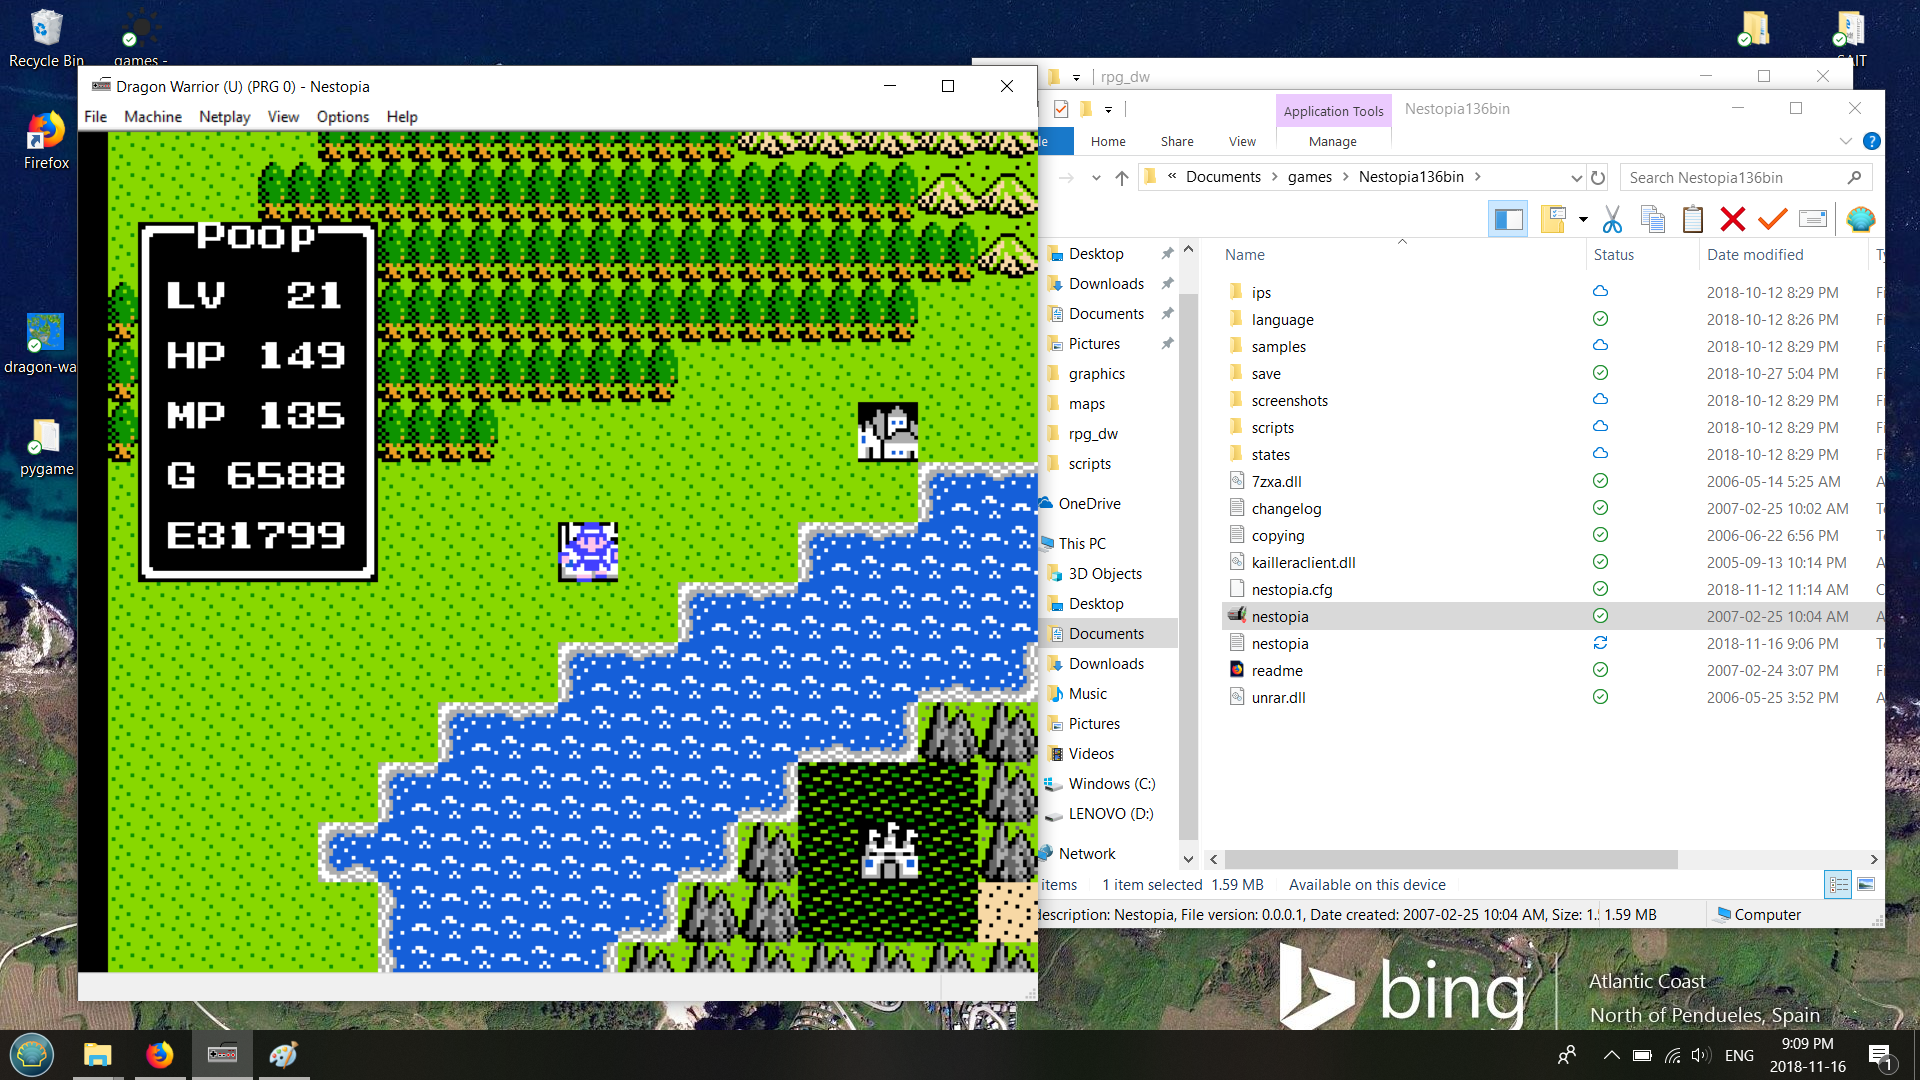 Recycle Bin
games -
SAIT
Firefox
dragon-wa
pygame
Dragon Warrior (U) (PRG 0) - Nestopia
File Machine Netplay View Options Help
Poop
LV 21
HP 149
MP 135
G 6588
E31799
rpg_dw
Application Tools
Nestopia136bin
Home Share View Manage
Documents games Nestopia136bin
Search Nestopia136bin
Desktop
Downloads
Documents
Pictures
graphics
maps
rpg_dw
scripts
OneDrive
This PC
3D Objects
Desktop
Documents
Downloads
Music
Pictures
Videos
Windows (C:)
LENOVO (D:)
Network
Name Status Date modified
ips 2018-10-12 8:29 PM Fi
language 2018-10-12 8:26 PM Fi
samples 2018-10-12 8:29 PM Fi
save 2018-10-27 5:04 PM Fi
screenshots 2018-10-12 8:29 PM Fi
scripts 2018-10-12 8:29 PM Fi
states 2018-10-12 8:29 PM Fi
7zxa.dll 2006-05-14 5:25 AM A
changelog 2007-02-25 10:02 AM
copying 2006-06-22 6:56 PM
kailleraclient.dll 2005-09-13 10:14 PM A
nestopia.cfg 2018-11-12 11:14 AM C
nestopia 2007-02-25 10:04 AM A
nestopia 2018-11-16 9:06 PM
readme 2007-02-24 3:07 PM Fi
unrar.dll 2006-05-25 3:52 PM A
items 1 item selected 1.59 MB Available on this device
description: Nestopia, File version: 0.0.0.1, Date created: 2007-02-25 10:04 AM, Size: 1. 1.59 MB Computer
bing
Atlantic Coast
North of Pendueles, Spain
ENG
9:09 PM
2018-11-16
1